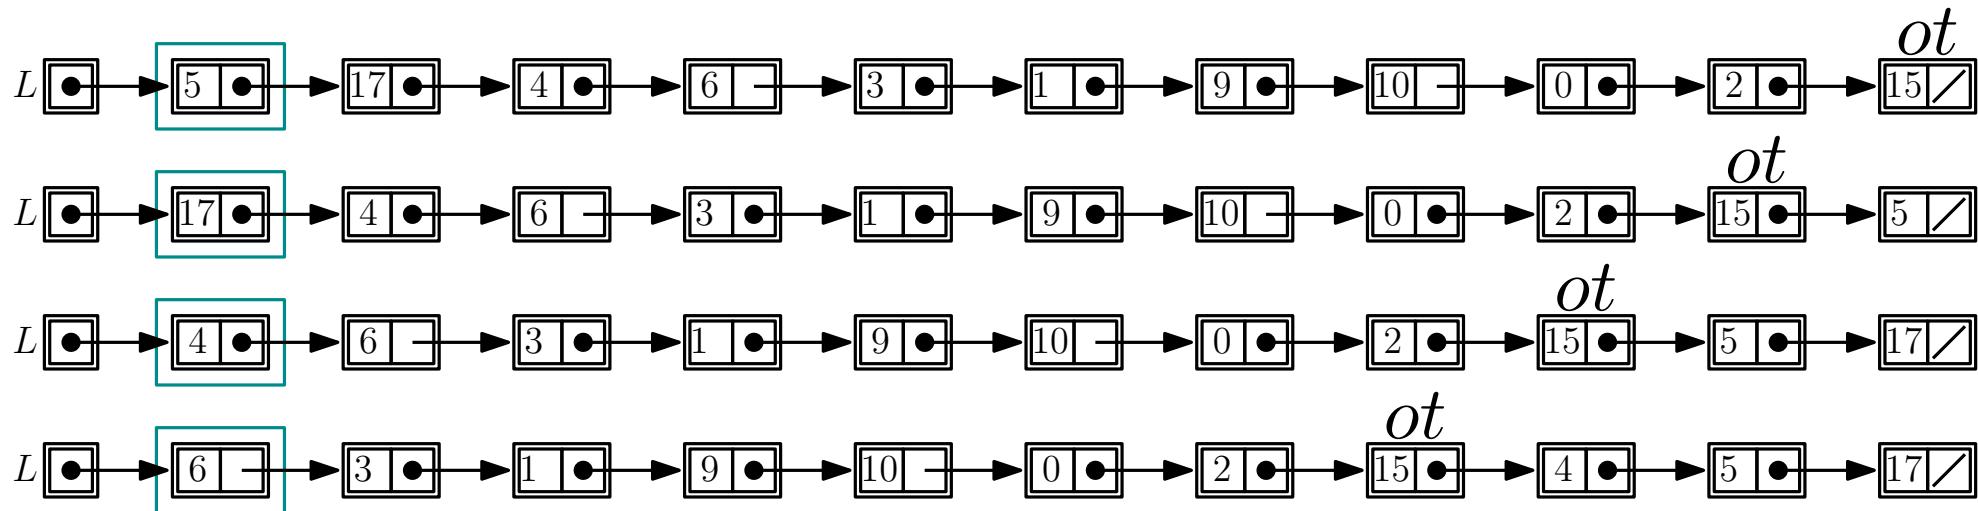 ot
L 5 17 4 6 3 1 9 10 0 2 15
ot
L 17 4 6 3 1 9 10 0 2 15 5
ot
L 4 6 3 1 9 10 0 2 15 5 17
ot
L 6 3 1 9 10 0 2 15 4 5 17